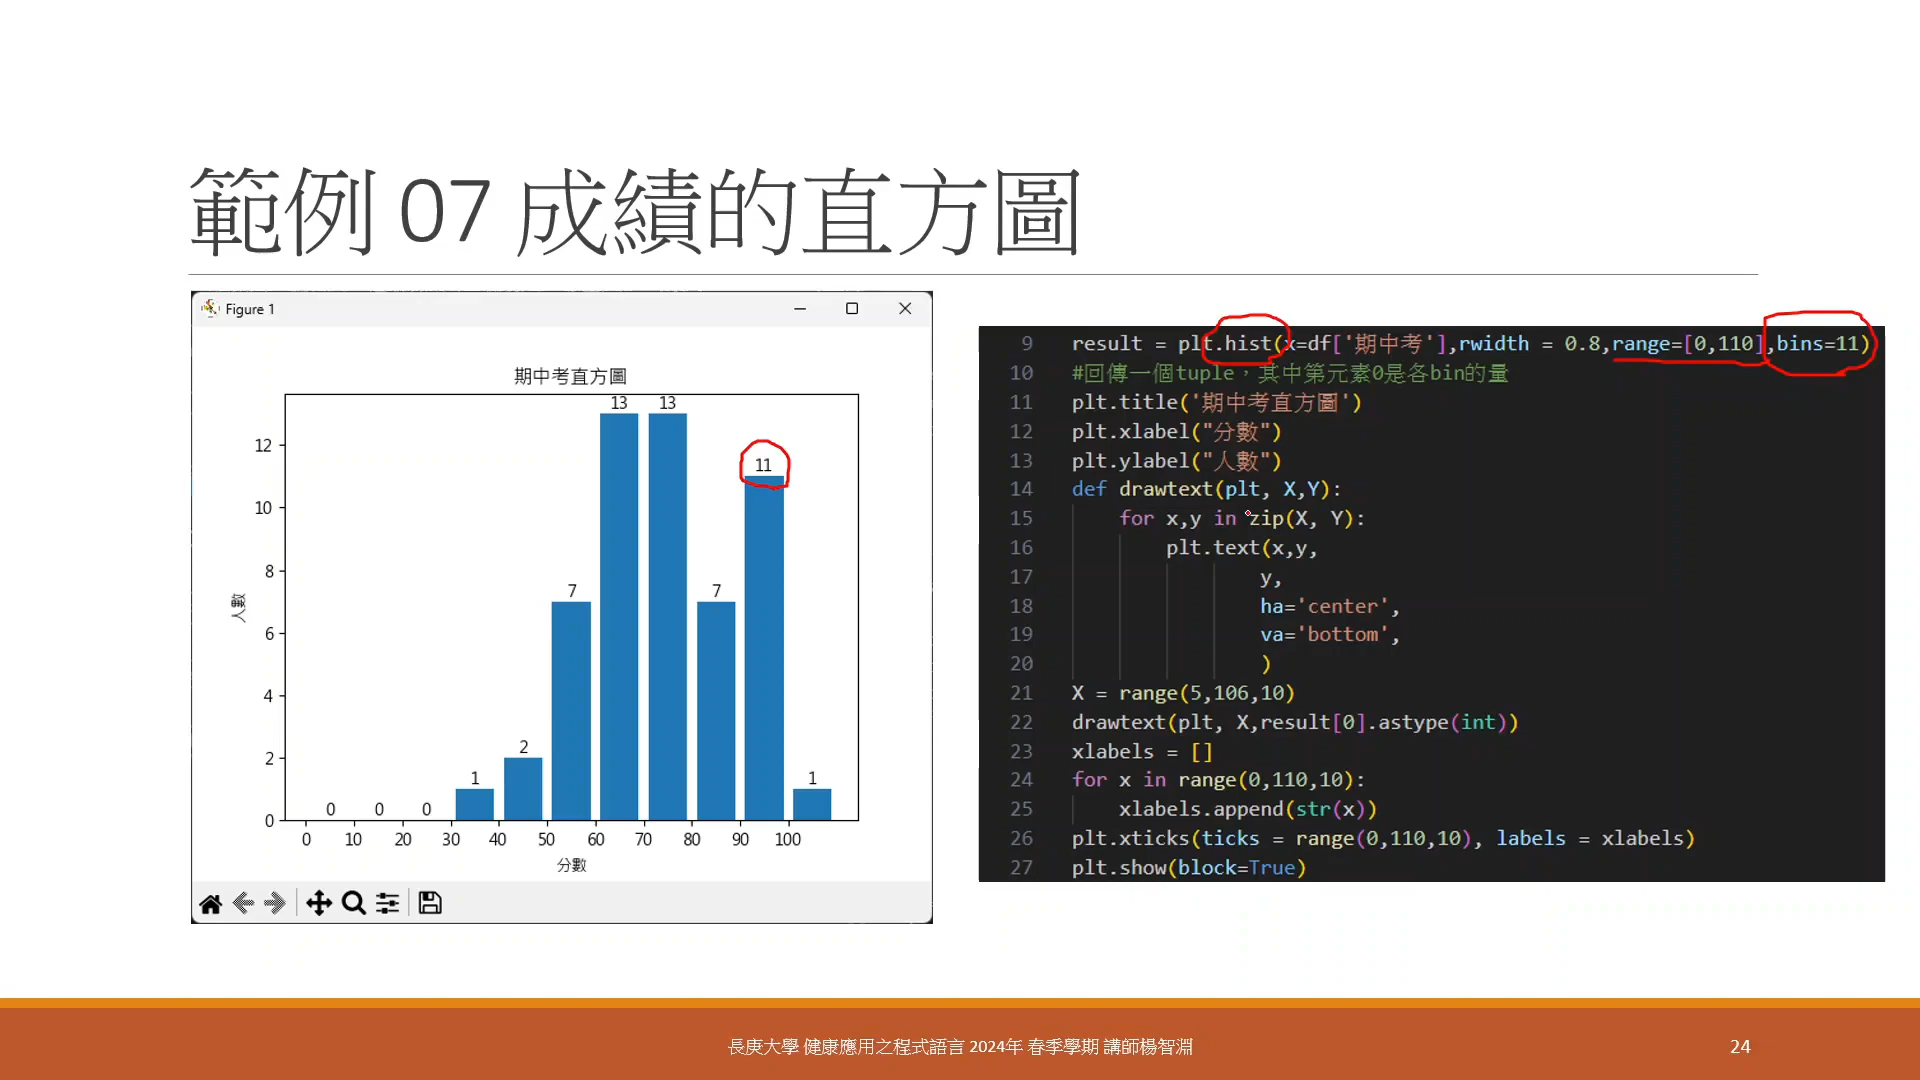 範例 07 成績的直方圖
Figure 1
期中考直方圖
13 13
12
11
10
8
7 7
人數
6
4
2
2
1 1
0 0 0
0
0 10 20 30 40 50 60 70 80 90 100
分數
9 result = plt.hist(x=df['期中考'],rwidth = 0.8,range=[0,110],bins=11)
10 #回傳一個tuple，其中第元素0是各bin的量
11 plt.title('期中考直方圖')
12 plt.xlabel("分數")
13 plt.ylabel("人數")
14 def drawtext(plt, X,Y):
15 for x,y in zip(X, Y):
16 plt.text(x,y,
17 y,
18 ha='center',
19 va='bottom',
20 )
21 X = range(5,106,10)
22 drawtext(plt, X,result[0].astype(int))
23 xlabels = []
24 for x in range(0,110,10):
25 xlabels.append(str(x))
26 plt.xticks(ticks = range(0,110,10), labels = xlabels)
27 plt.show(block=True)
長庚大學 健康應用之程式語言 2024年 春季學期 講師楊智淵
24